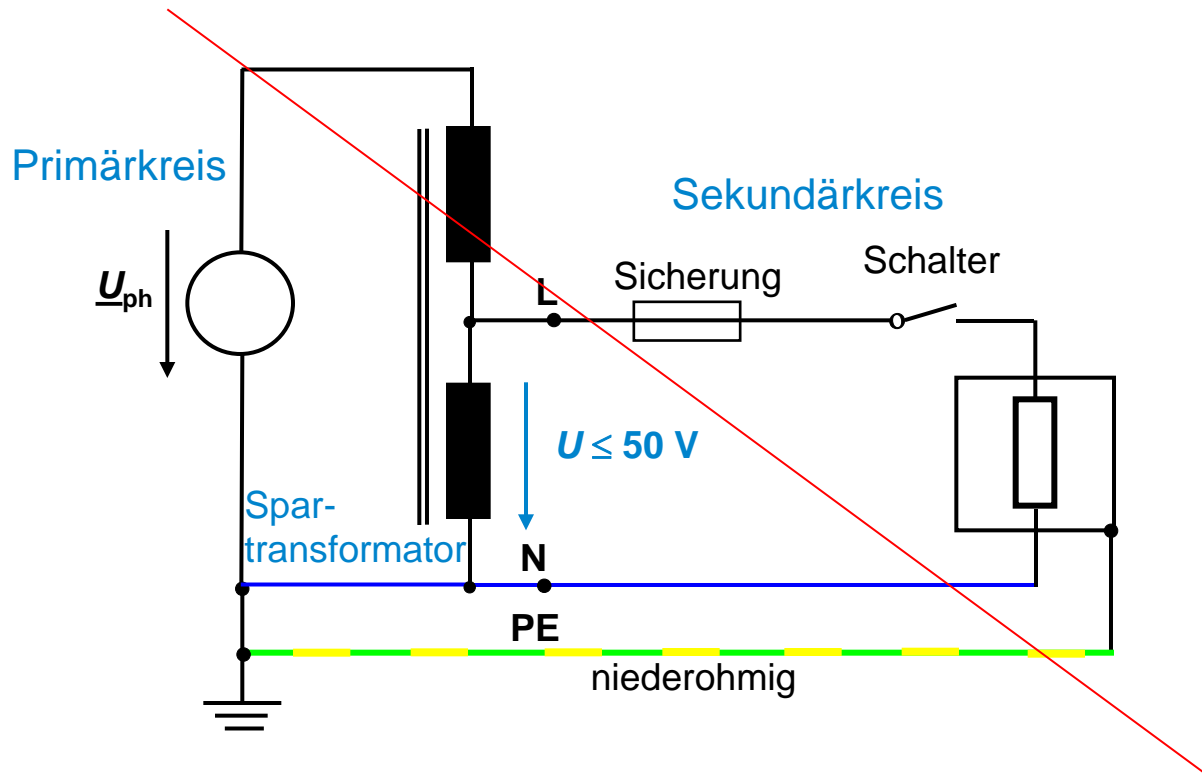 Primärkreis
Sekundärkreis
Schalter
Sicherung
U ph
L
U ≤ 50 V
Spar-
transformator
N
PE
niederohmig